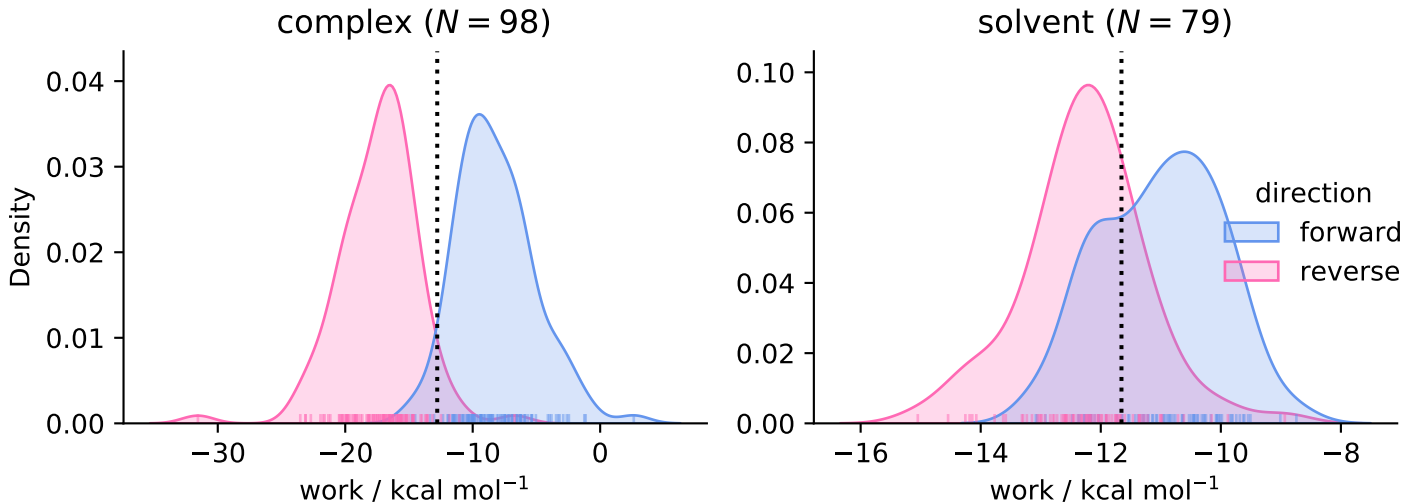 complex (N = 98)
Density
0.04
0.03
0.02
0.01
0.00
−30
−20
−10
0
work / kcal mol⁻¹
solvent (N = 79)
0.10
0.08
0.06
0.04
0.02
0.00
−16
−14
−12
−10
−8
work / kcal mol⁻¹
direction
forward
reverse